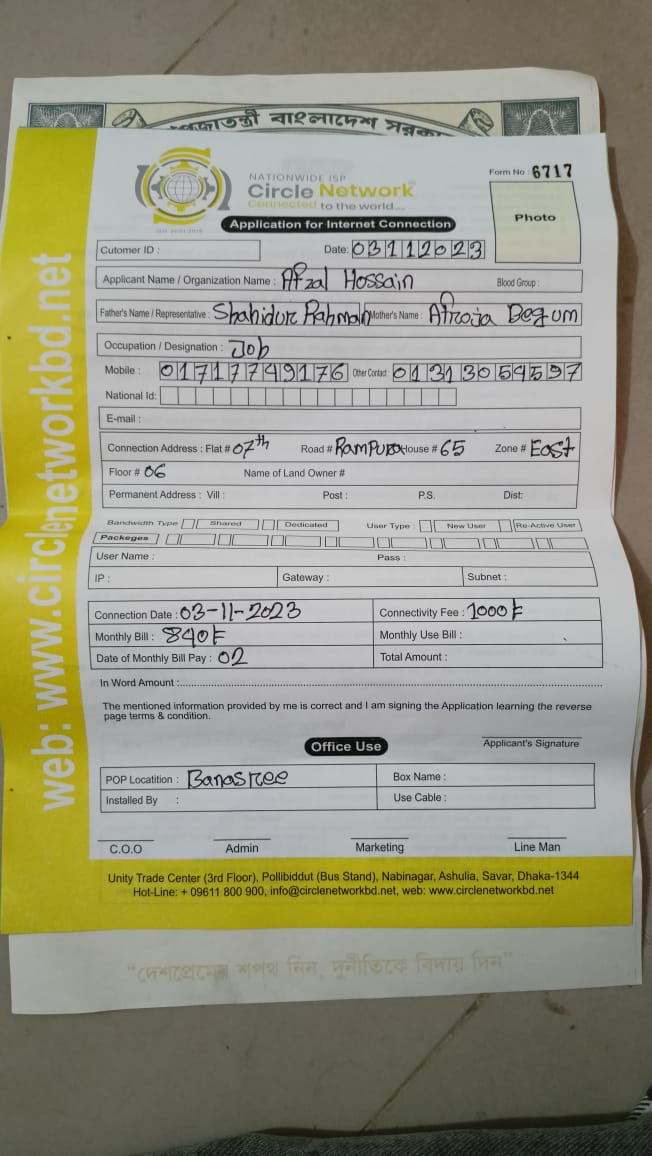 প্রজাতন্ত্রী বাংলাদেশ সরকা
NATIONWIDE ISP
Circle Network
Connected to the world....
Form No : 6717
Photo
Application for Internet Connection
Cutomer ID :
Date: 03112023
Applicant Name / Organization Name : Afzal Hossain Blood Group :
Father's Name / Representative : Shahidur Rahman Mother's Name : Afroja Begum
Occupation / Designation : Job
Mobile : 01717749176 Other Contact : 01313054597
National Id:
E-mail :
Connection Address : Flat # 07th Road # Rampura House # 65 Zone # East
Floor # 06 Name of Land Owner #
Permanent Address : Vill : Post : P.S. Dist:
Bandwidth Type Shared Dedicated User Type : New User Re-Active User
Packeges
User Name : Pass :
IP : Gateway : Subnet :
Connection Date : 03-11-2023 Connectivity Fee : 1000৳
Monthly Bill : 840৳ Monthly Use Bill :
Date of Monthly Bill Pay : 02 Total Amount :
In Word Amount :
The mentioned information provided by me is correct and I am signing the Application learning the reverse
page terms & condition.
Office Use
Applicant's Signature
POP Locatition : Banasree Box Name :
Installed By : Use Cable :
C.O.O Admin Marketing Line Man
Unity Trade Center (3rd Floor), Pollibiddut (Bus Stand), Nabinagar, Ashulia, Savar, Dhaka-1344
Hot-Line: + 09611 800 900, info@circlenetworkbd.net, web: www.circlenetworkbd.net
web: www.circlenetworkbd.net
"দেশপ্রেমের শপথ নিন, দুর্নীতিকে বিদায় দিন"